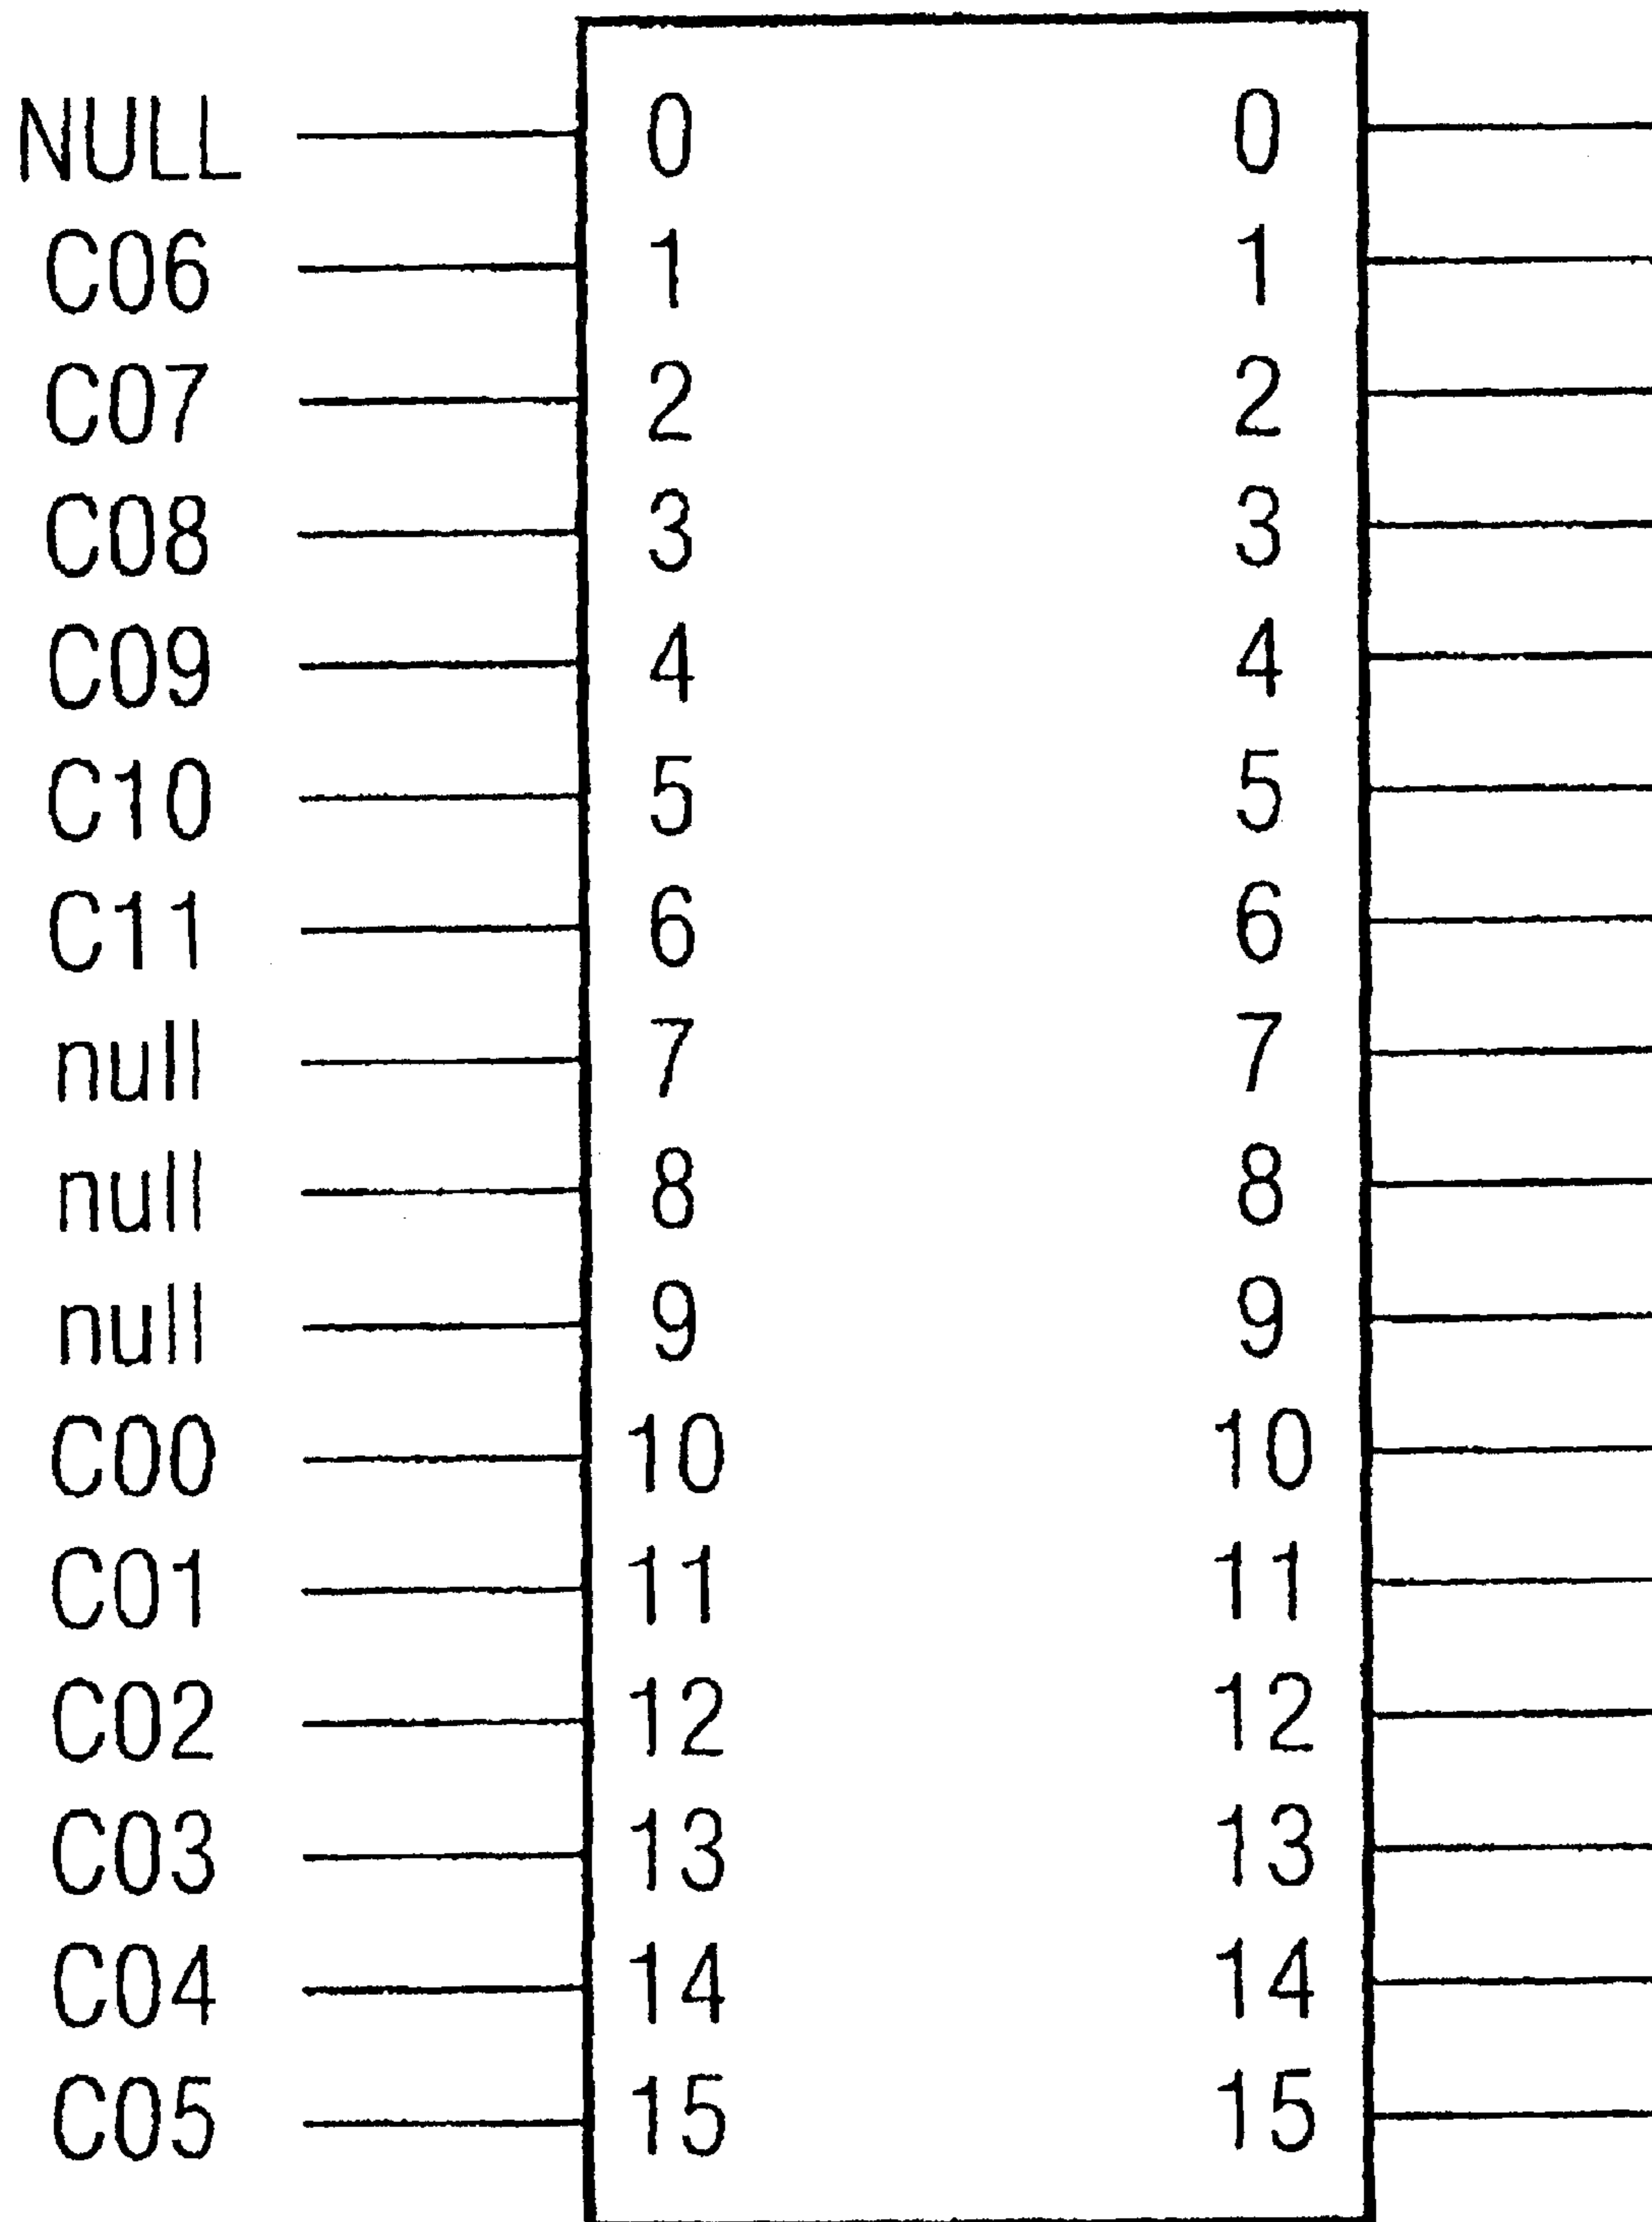 NULL 0 0
C06 1 1
C07 2 2
C08 3 3
C09 4 4
C10 5 5
C11 6 6
null 7 7
null 8 8
null 9 9
C00 10 10
C01 11 11
C02 12 12
C03 13 13
C04 14 14
C05 15 15